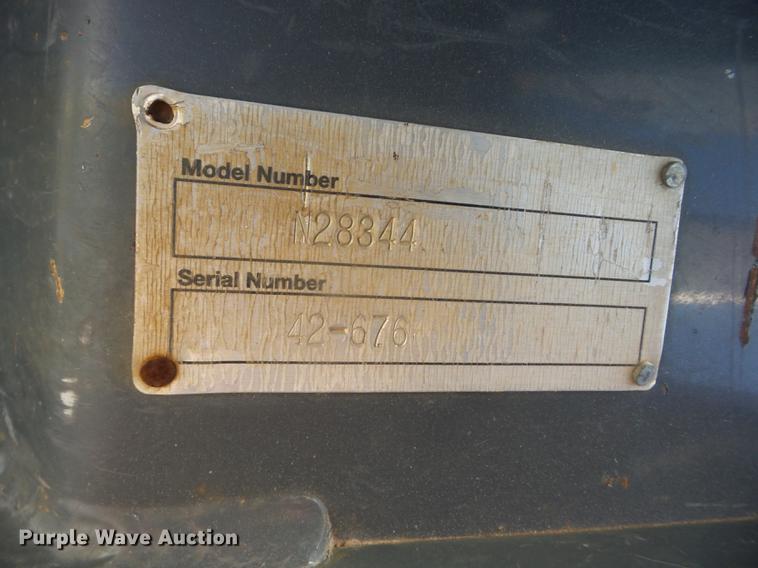 Model Number
N28344
Serial Number
42-676
Purple Wave Auction